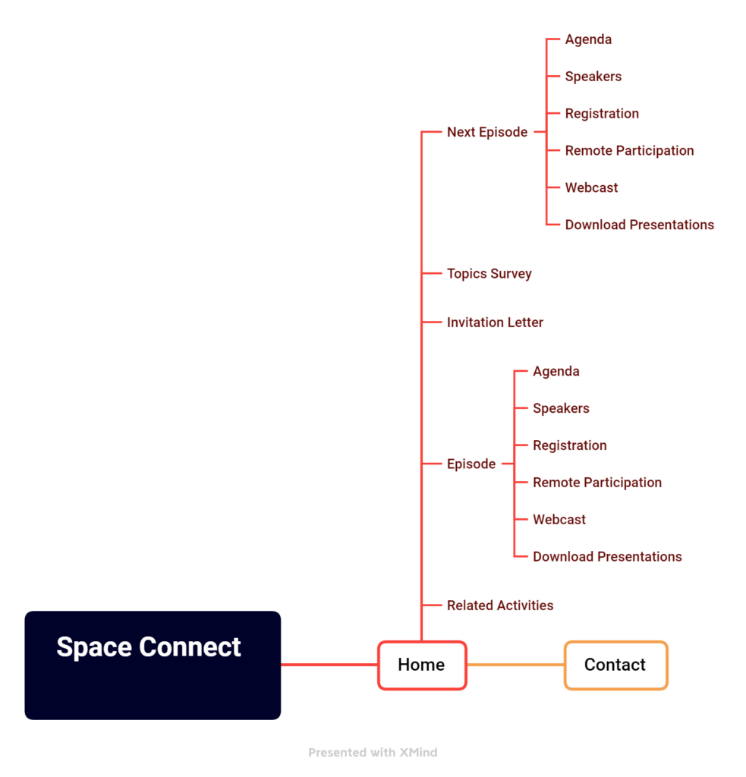 Agenda
Speakers
Registration
Next Episode
Remote Participation
Webcast
Download Presentations
Topics Survey
Invitation Letter
Agenda
Speakers
Registration
Episode
Remote Participation
Webcast
Download Presentations
Related Activities
Space Connect
Home
Contact
Presented with XMind